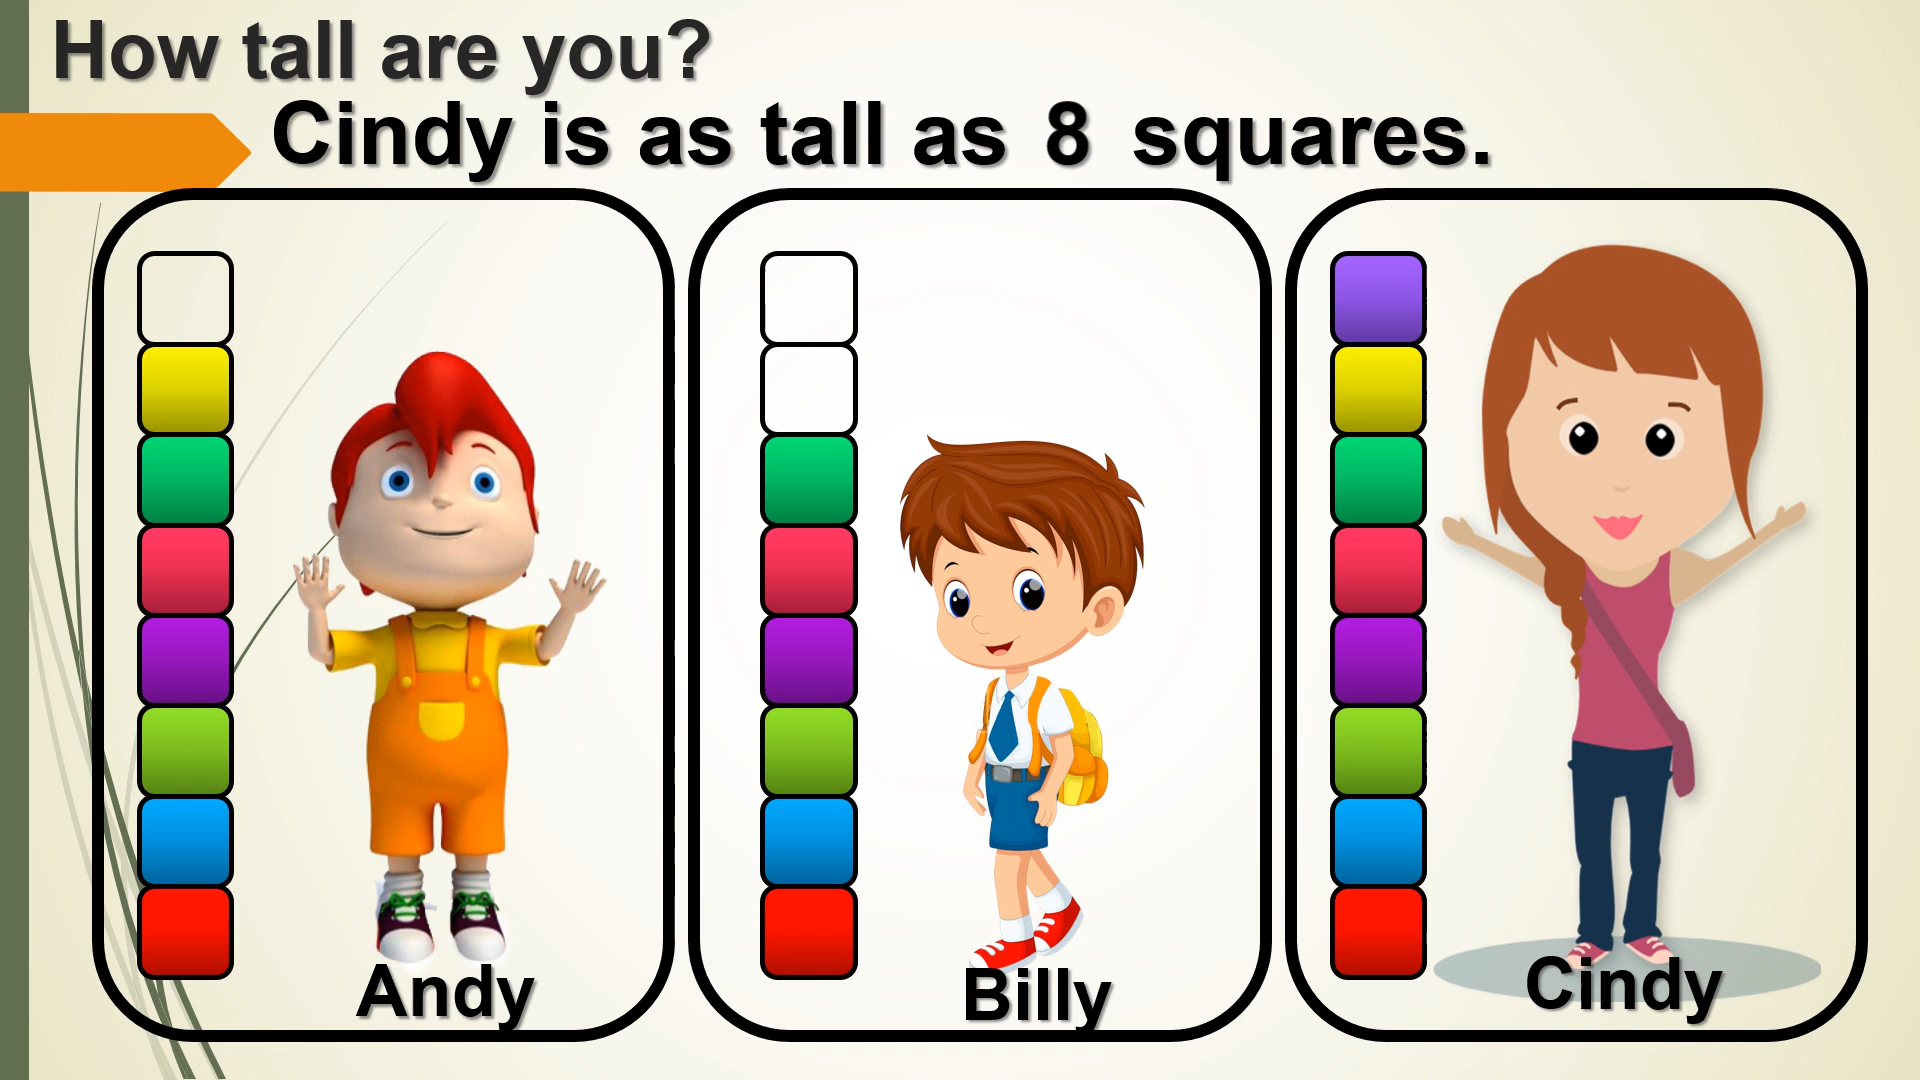 How tall are you?
Cindy is as tall as 8 squares.
Andy
Billy
Cindy